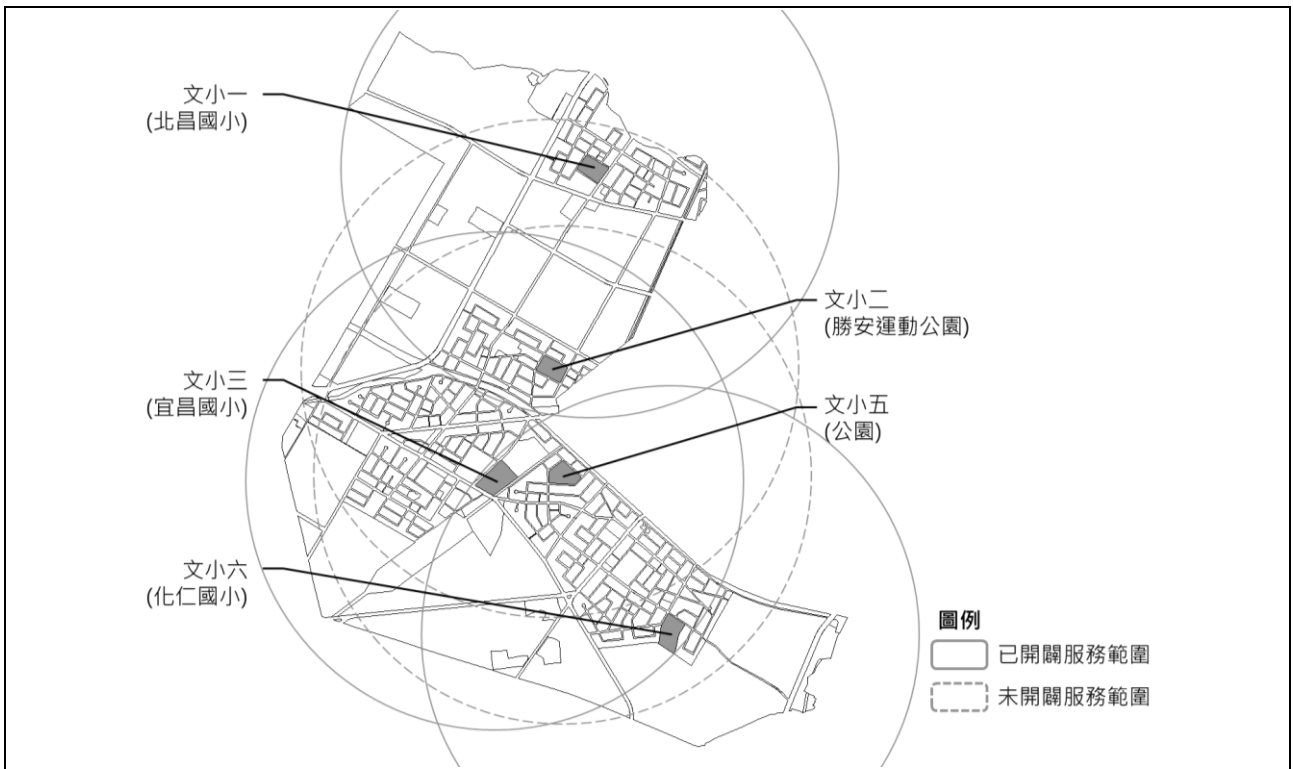 文小一
(北昌國小)
文小二
(勝安運動公園)
文小三
(宜昌國小)
文小五
(公園)
文小六
(化仁國小)
圖例
已開闢服務範圍
未開闢服務範圍